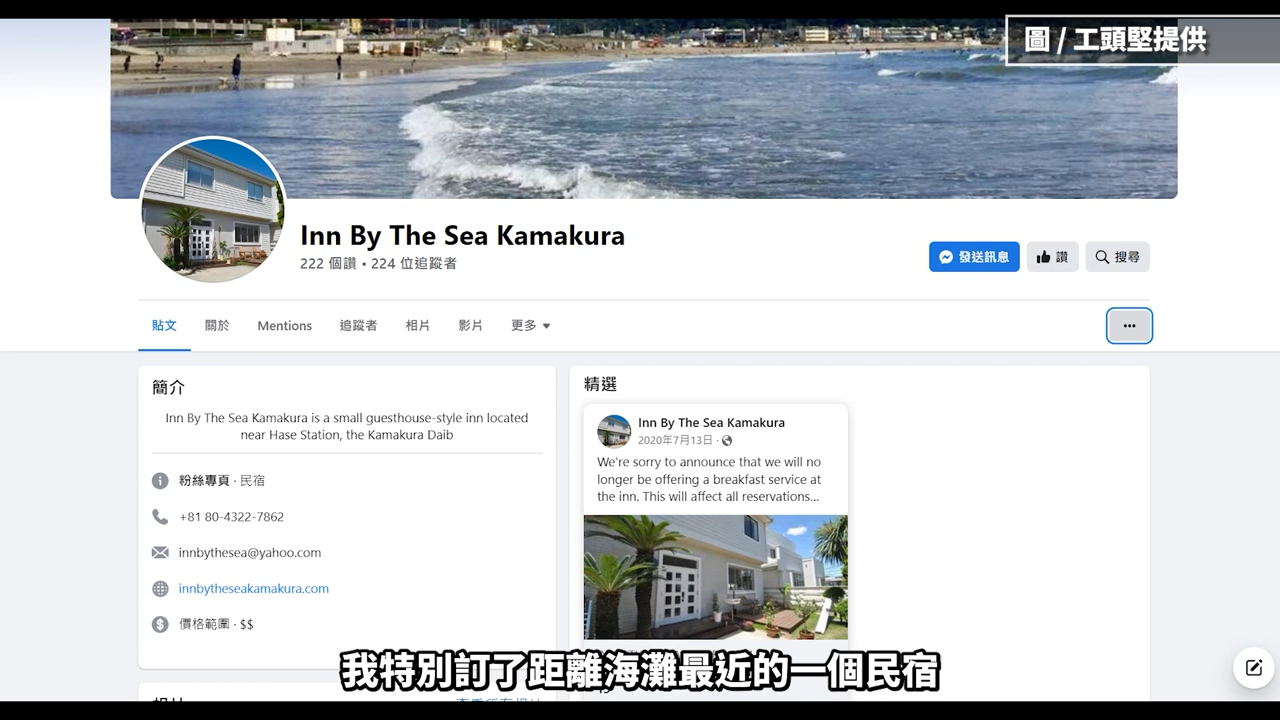 圖 / 工頭堅提供
Inn By The Sea Kamakura
222 個讚 • 224 位追蹤者
發送訊息
讚
搜尋
貼文
關於
Mentions
追蹤者
相片
影片
更多
簡介
Inn By The Sea Kamakura is a small guesthouse-style inn located
near Hase Station, the Kamakura Daib
粉絲專頁 · 民宿
+81 80-4322-7862
innbythesea@yahoo.com
innbytheseakamakura.com
價格範圍 · $$
精選
Inn By The Sea Kamakura
2020年7月13日 ·
We're sorry to announce that we will no
longer be offering a breakfast service at
the inn. This will affect all reservations...
我特別訂了距離海灘最近的一個民宿